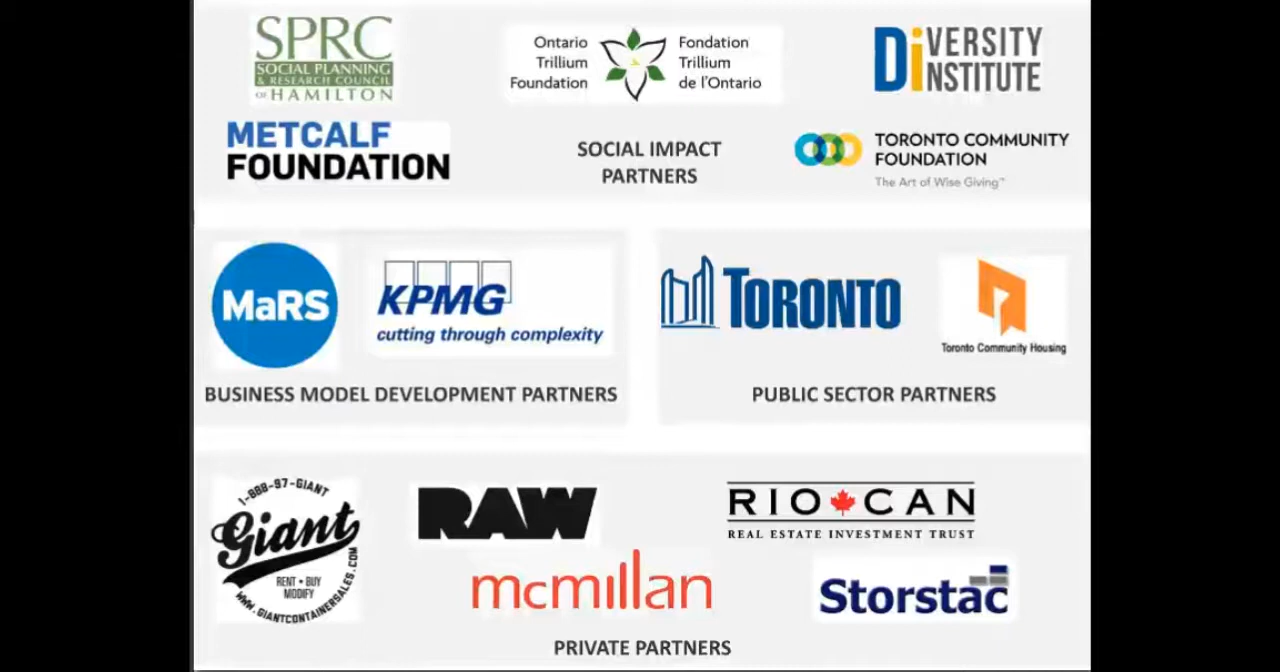 SPRC
SOCIAL PLANNING
& RESEARCH COUNCIL
OF HAMILTON
Ontario
Trillium
Foundation
Fondation
Trillium
de l'Ontario
DiVERSITY
INSTITUTE
METCALF
FOUNDATION
SOCIAL IMPACT
PARTNERS
TORONTO COMMUNITY
FOUNDATION
The Art of Wise Giving™
MaRS
KPMG
cutting through complexity
BUSINESS MODEL DEVELOPMENT PARTNERS
TORONTO
Toronto Community Housing
PUBLIC SECTOR PARTNERS
1-888-97-GIANT
Giant
RENT • BUY
MODIFY
WWW.GIANTCONTAINERSALES.COM
RAW
RIO CAN
REAL ESTATE INVESTMENT TRUST
mcmillan
Storstac
PRIVATE PARTNERS